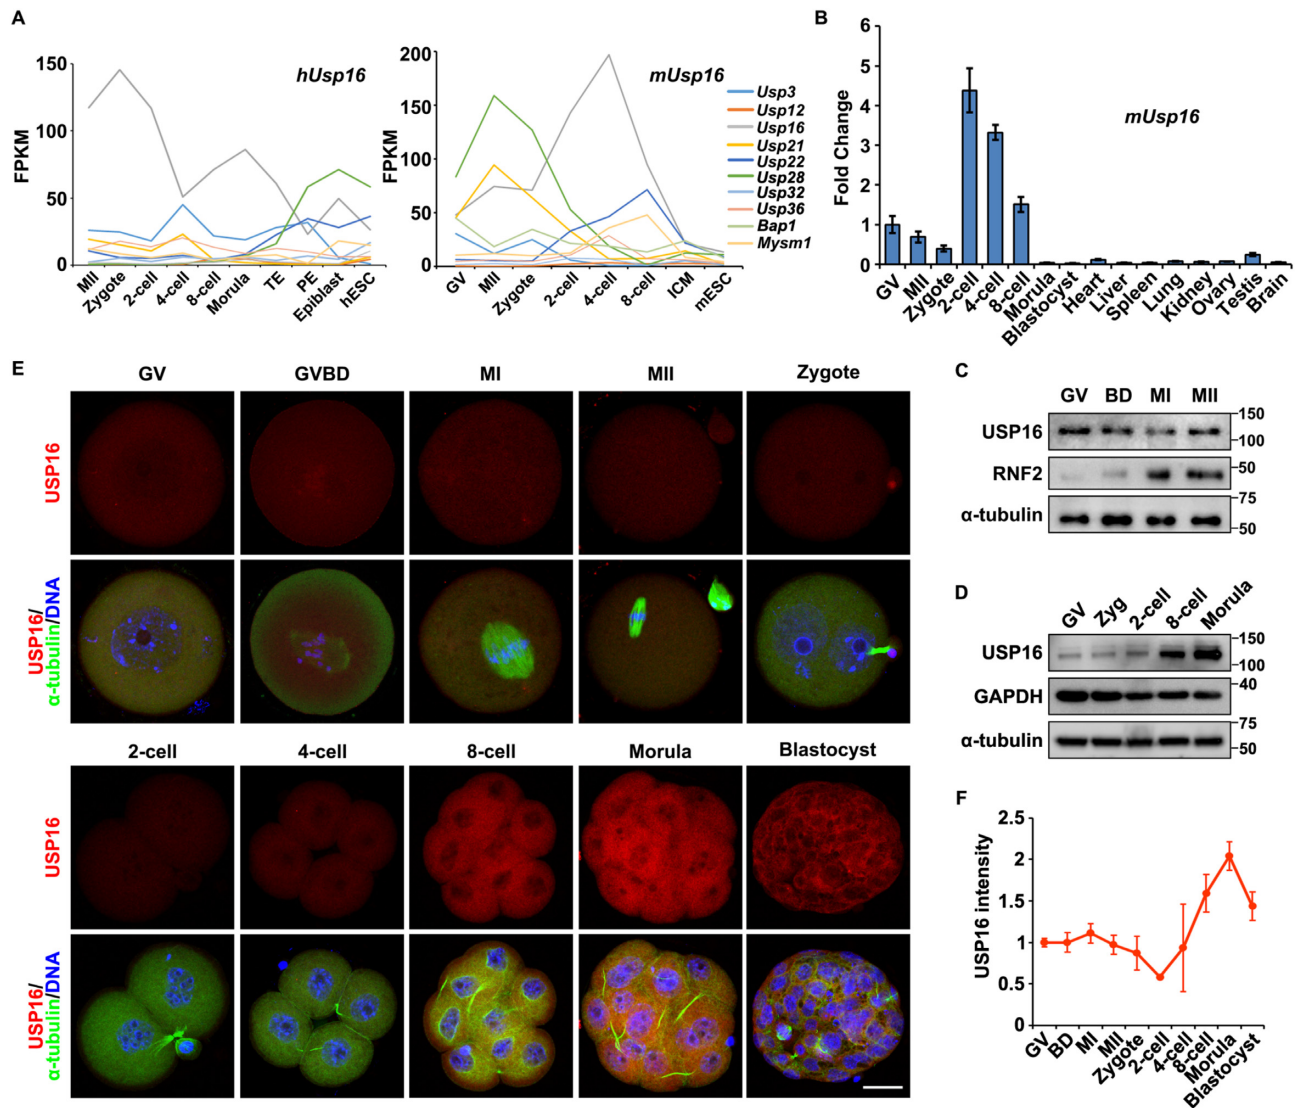 A
hUsp16
FPKM
150
100
50
0
MII
Zygote
2-cell
4-cell
8-cell
Morula
TE
PE
Epiblast
hESC
mUsp16
FPKM
200
150
100
50
0
GV
MII
Zygote
2-cell
4-cell
8-cell
ICM
mESC
Usp3
Usp12
Usp16
Usp21
Usp22
Usp28
Usp32
Usp36
Bap1
Mysm1
B
mUsp16
Fold Change
6
5
4
3
2
1
0
GV
MII
Zygote
2-cell
4-cell
8-cell
Morula
Blastocyst
Heart
Liver
Spleen
Lung
Kidney
Ovary
Testis
Brain
E
GV GVBD MI MII Zygote
USP16
USP16/
α-tubulin/DNA
2-cell 4-cell 8-cell Morula Blastocyst
USP16
USP16/
α-tubulin/DNA
C
GV BD MI MII
USP16
150
100
RNF2
50
α-tubulin
75
50
D
GV Zyg 2-cell 8-cell Morula
USP16
150
100
GAPDH
40
α-tubulin
75
50
F
USP16 intensity
2.5
2
1.5
1
0.5
0
GV
BD
MI
MII
Zygote
2-cell
4-cell
8-cell
Morula
Blastocyst